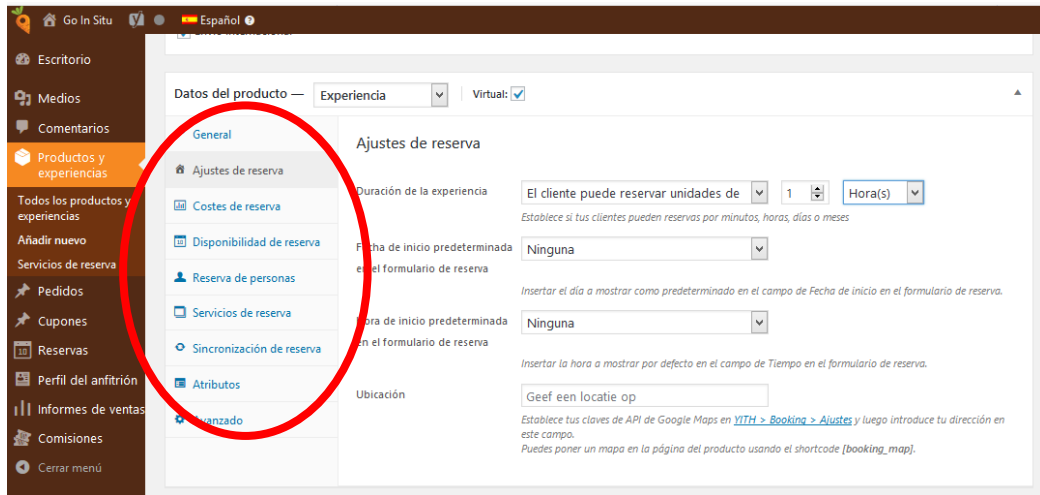 Go In Situ
Español
Escritorio
Medios
Comentarios
Productos y
experiencias
Todos los productos y
experiencias
Añadir nuevo
Servicios de reserva
Pedidos
Cupones
Reservas
Perfil del anfitrión
Informes de ventas
Comisiones
Cerrar menú
Datos del producto — Experiencia Virtual:
General
Ajustes de reserva
Costes de reserva
Disponibilidad de reserva
Reserva de personas
Servicios de reserva
Sincronización de reserva
Atributos
Avanzado
Ajustes de reserva
Duración de la experiencia
El cliente puede reservar unidades de 1 Hora(s)
Establece si tus clientes pueden reservas por minutos, horas, días o meses
Fecha de inicio predeterminada
en el formulario de reserva
Ninguna
Insertar el día a mostrar como predeterminado en el campo de Fecha de inicio en el formulario de reserva.
Hora de inicio predeterminada
en el formulario de reserva
Ninguna
Insertar la hora a mostrar por defecto en el campo de Tiempo en el formulario de reserva.
Ubicación
Geef een locatie op
Establece tus claves de API de Google Maps en YITH > Booking > Ajustes y luego introduce tu dirección en
este campo.
Puedes poner un mapa en la página del producto usando el shortcode [booking_map].